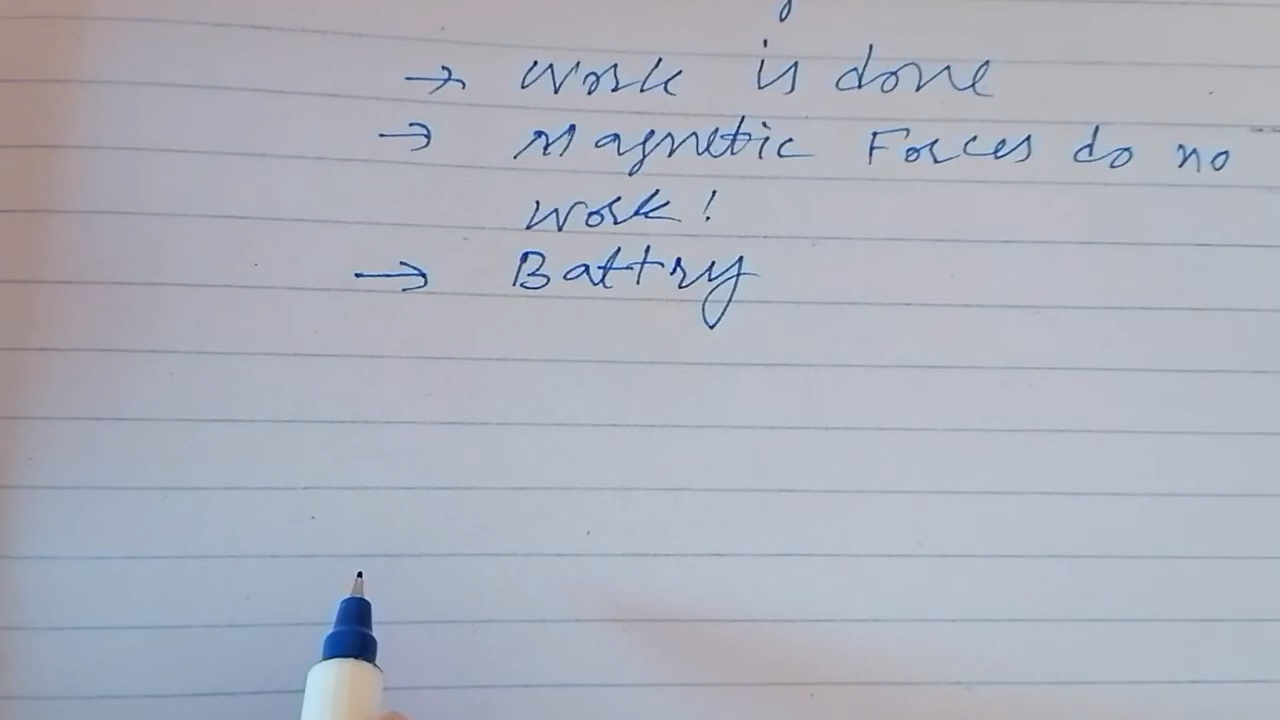 → Work is done
→ Magnetic Forces do no
work!
→ Battry